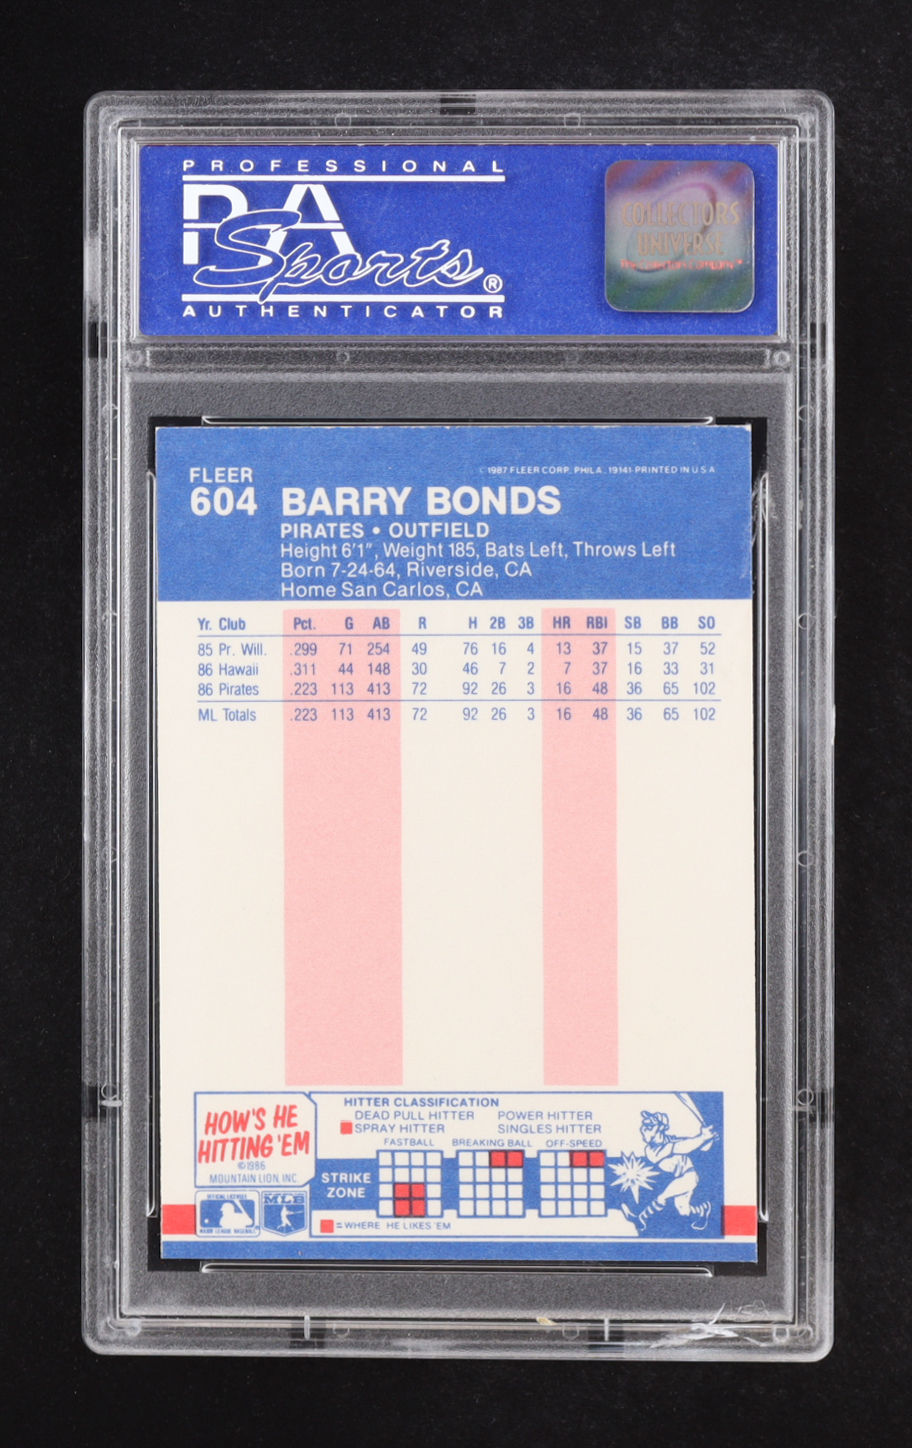 PROFESSIONAL
PSA
Sports®
AUTHENTICATOR
COLLECTORS
UNIVERSE
FLEER
604
© 1987 FLEER CORP. PHILA. 19141-PRINTED IN U S A
BARRY BONDS
PIRATES • OUTFIELD
Height 6'1", Weight 185, Bats Left, Throws Left
Born 7-24-64, Riverside, CA
Home San Carlos, CA
Yr. Club Pct. G AB R H 2B 3B HR RBI SB BB SO
85 Pr. Will. .299 71 254 49 76 16 4 13 37 15 37 52
86 Hawaii .311 44 148 30 46 7 2 7 37 16 33 31
86 Pirates .223 113 413 72 92 26 3 16 48 36 65 102
ML Totals .223 113 413 72 92 26 3 16 48 36 65 102
HOW'S HE
HITTING 'EM
©1986
MOUNTAIN LION, INC.
OFFICIAL LICENSEE
MAJOR LEAGUE BASEBALL
MLB
HITTER CLASSIFICATION
DEAD PULL HITTER POWER HITTER
SPRAY HITTER SINGLES HITTER
FASTBALL BREAKING BALL OFF-SPEED
STRIKE
ZONE
=WHERE HE LIKES 'EM